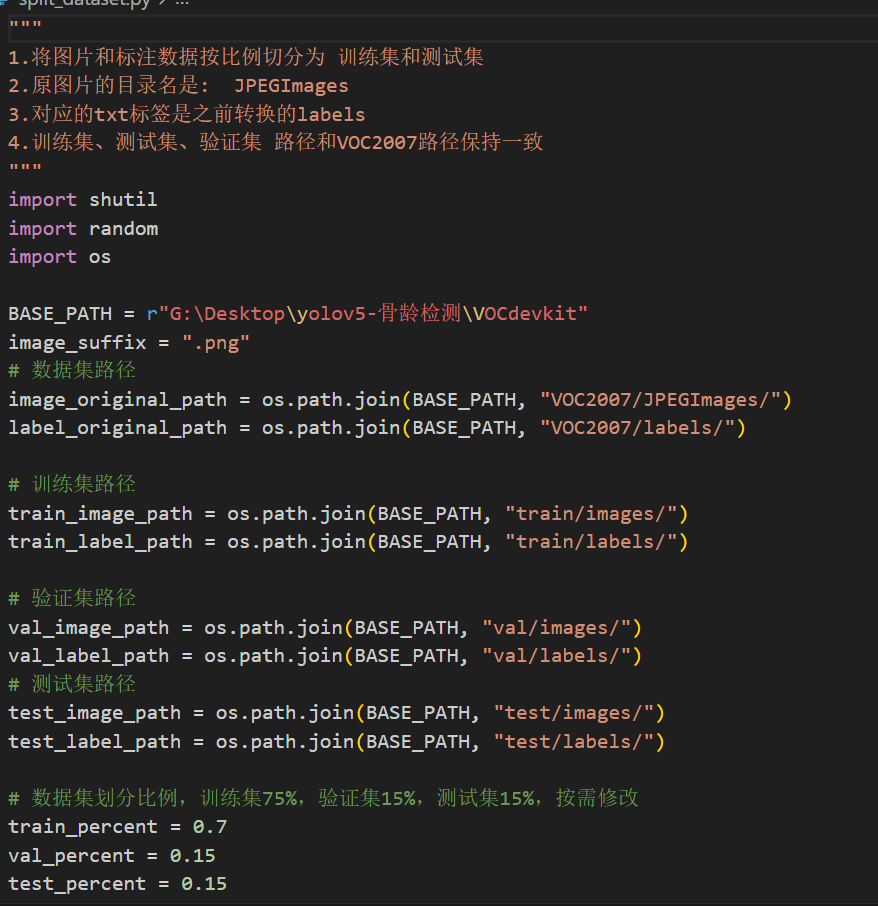 split_dataset.py > ...
"""
1.将图片和标注数据按比例切分为 训练集和测试集
2.原图片的目录名是: JPEGImages
3.对应的txt标签是之前转换的labels
4.训练集、测试集、验证集 路径和VOC2007路径保持一致
"""
import shutil
import random
import os
BASE_PATH = r"G:\Desktop\yolov5-骨龄检测\VOCdevkit"
image_suffix = ".png"
# 数据集路径
image_original_path = os.path.join(BASE_PATH, "VOC2007/JPEGImages/")
label_original_path = os.path.join(BASE_PATH, "VOC2007/labels/")
# 训练集路径
train_image_path = os.path.join(BASE_PATH, "train/images/")
train_label_path = os.path.join(BASE_PATH, "train/labels/")
# 验证集路径
val_image_path = os.path.join(BASE_PATH, "val/images/")
val_label_path = os.path.join(BASE_PATH, "val/labels/")
# 测试集路径
test_image_path = os.path.join(BASE_PATH, "test/images/")
test_label_path = os.path.join(BASE_PATH, "test/labels/")
# 数据集划分比例，训练集75%，验证集15%，测试集15%，按需修改
train_percent = 0.7
val_percent = 0.15
test_percent = 0.15